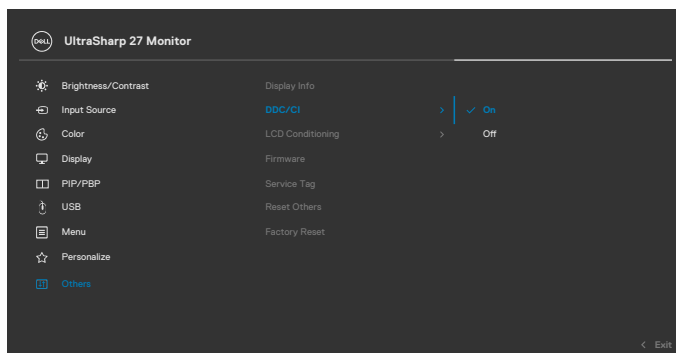 DELL UltraSharp 27 Monitor
Brightness/Contrast Display Info
Input Source DDC/CI > ✓ On
Color LCD Conditioning > Off
Display Firmware
PIP/PBP Service Tag
USB Reset Others
Menu Factory Reset
Personalize
Others
< Exit